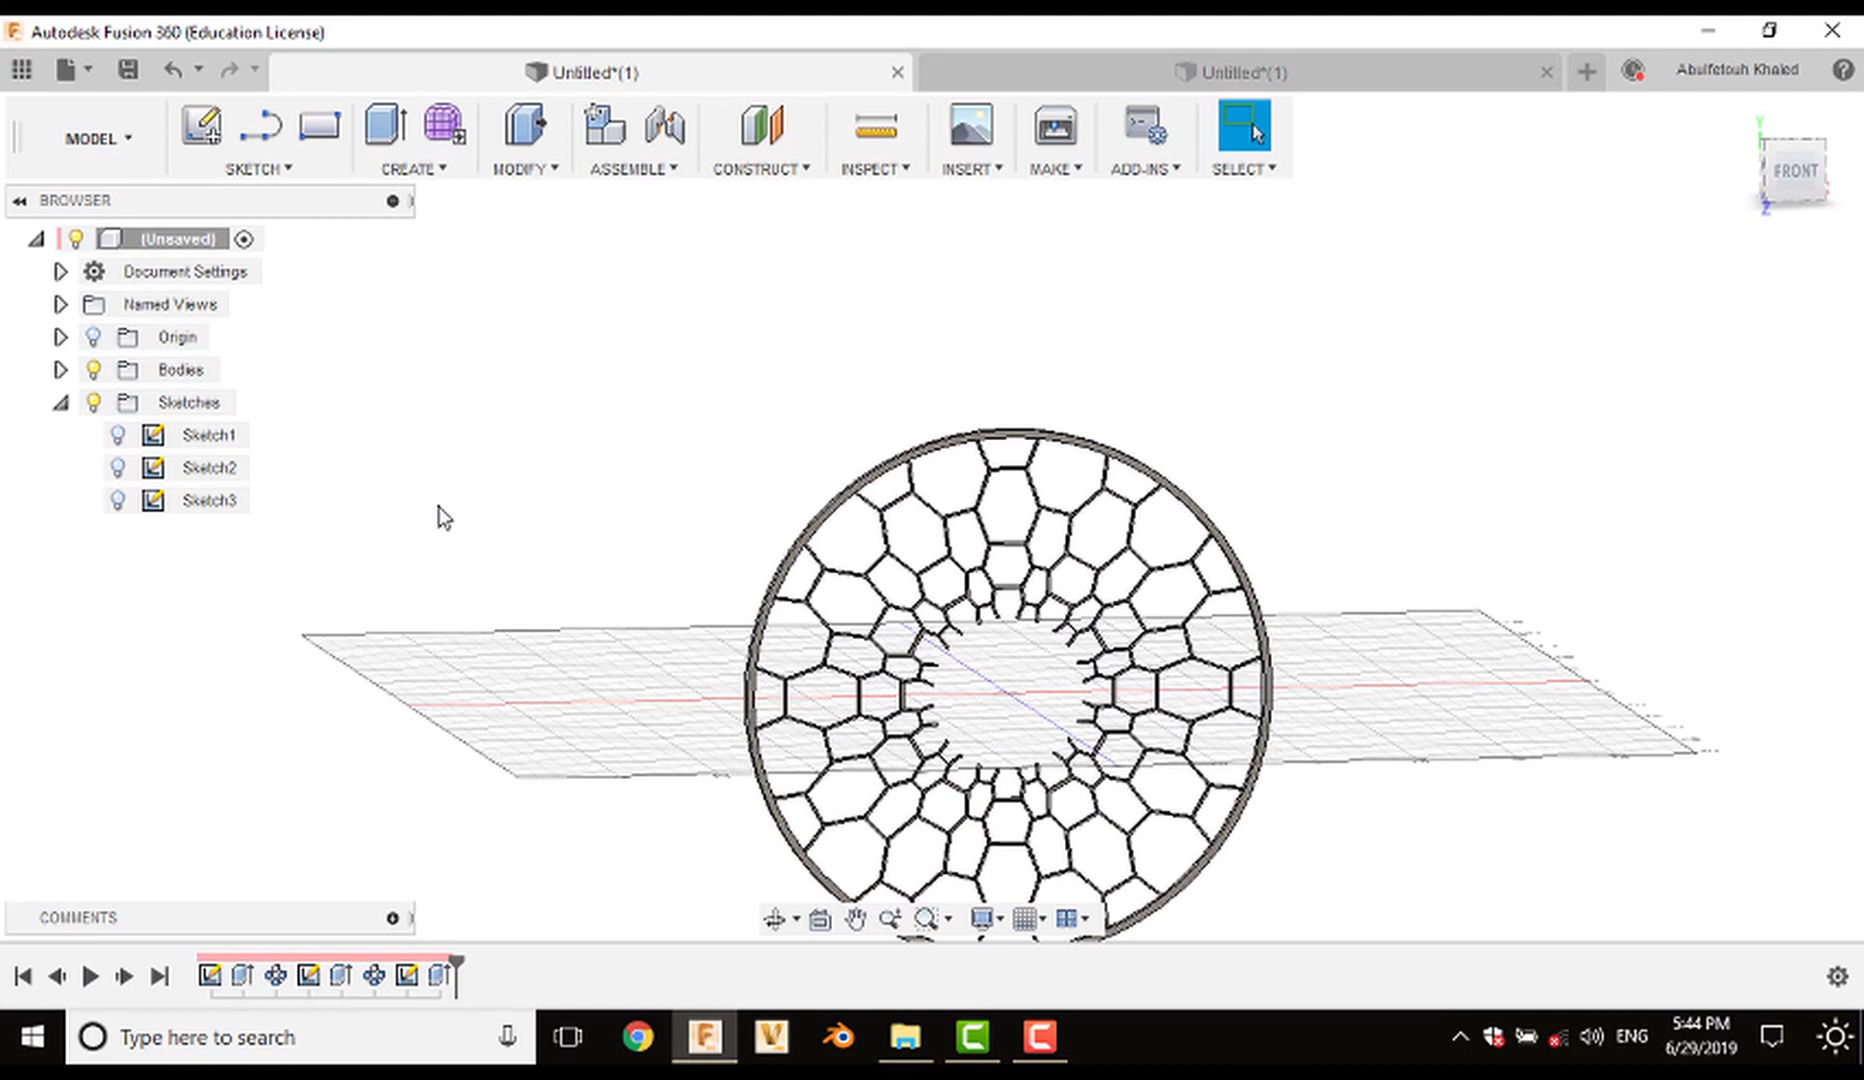 Autodesk Fusion 360 (Education License)
Untitled*(1)
Untitled*(1)
Abulfetouh Khaled
MODEL
SKETCH
CREATE
MODIFY
ASSEMBLE
CONSTRUCT
INSPECT
INSERT
MAKE
ADD-INS
SELECT
Y
FRONT
Z
BROWSER
(Unsaved)
Document Settings
Named Views
Origin
Bodies
Sketches
Sketch1
Sketch2
Sketch3
COMMENTS
Type here to search
ENG
5:44 PM
6/29/2019